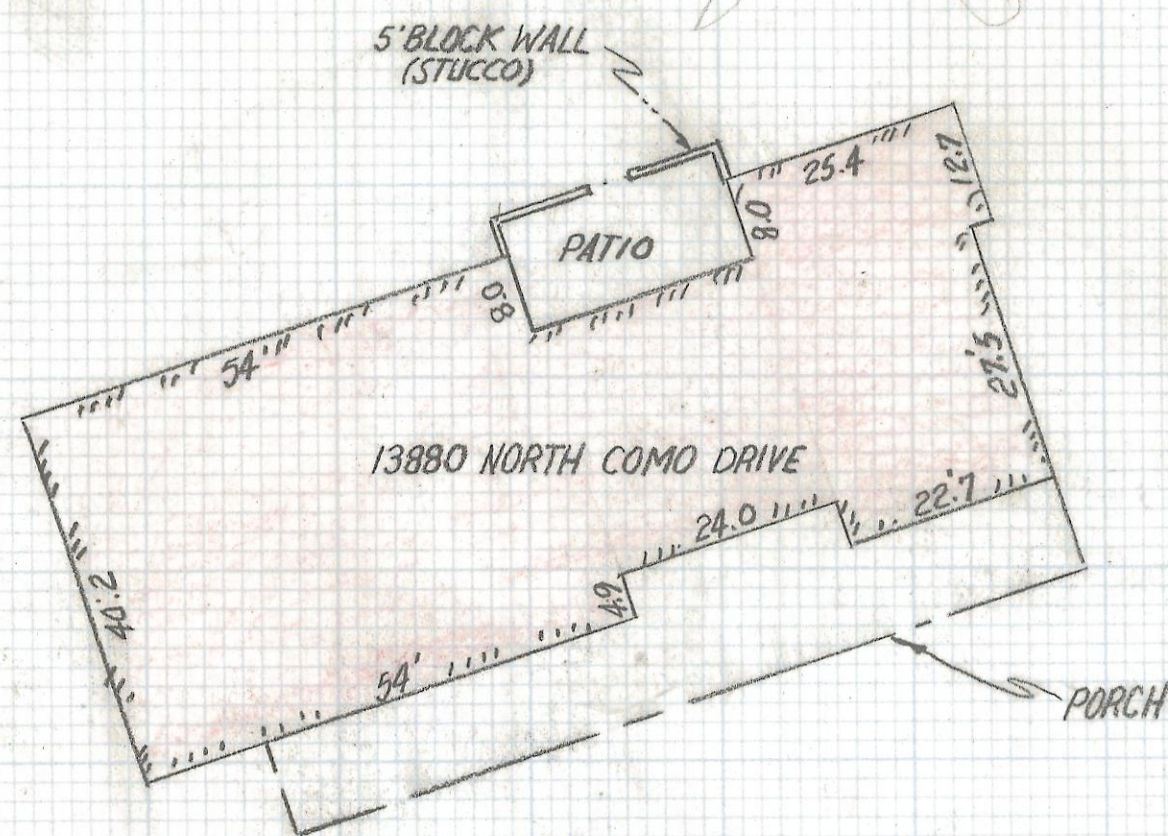 5' BLOCK WALL
(STUCCO)
25.4
12.7
8.0
PATIO
8.0
54'
27.5
13880 NORTH COMO DRIVE
24.0
22.7
4.9
40.2
54'
PORCH